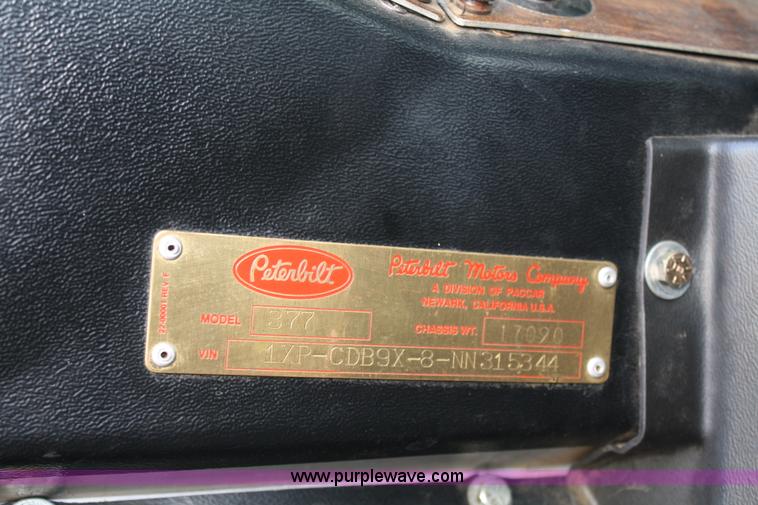 Peterbilt
Peterbilt Motors Company
A DIVISION OF PACCAR
NEWARK, CALIFORNIA U.S.A.
MODEL 377
CHASSIS WT. 17090
VIN 1XP-CDB9X-8-NN315344
www.purplewave.com